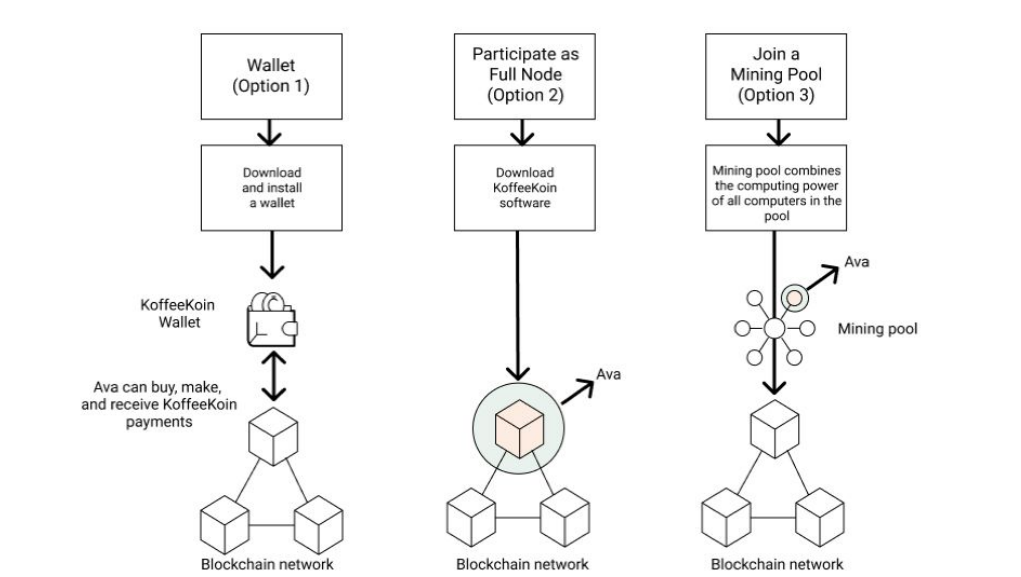 Wallet
(Option 1)
Participate as
Full Node
(Option 2)
Join a
Mining Pool
(Option 3)
Download
and install
a wallet
Download
KoffeeKoin
software
Mining pool combines
the computing power
of all computers in the
pool
Ava
KoffeeKoin
Wallet
Mining pool
Ava can buy, make,
and receive KoffeeKoin
payments
Ava
Blockchain network
Blockchain network
Blockchain network